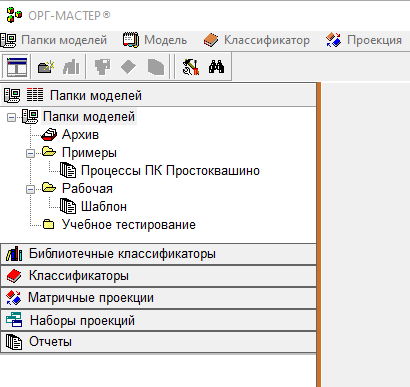 ОРГ-МАСТЕР®
Папки моделей Модель Классификатор Проекция
Папки моделей
Папки моделей
Архив
Примеры
Процессы ПК Простоквашино
Рабочая
Шаблон
Учебное тестирование
Библиотечные классификаторы
Классификаторы
Матричные проекции
Наборы проекций
Отчеты